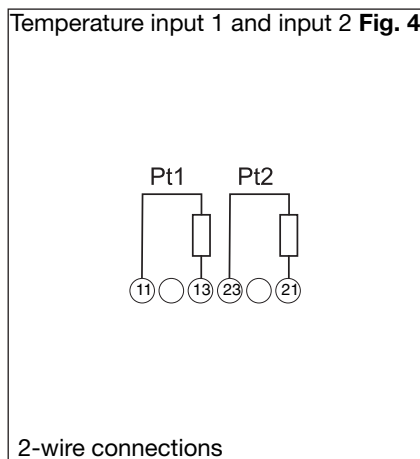 Temperature input 1 and input 2 Fig. 4
Pt1 Pt2
11 13 23 21
2-wire connections